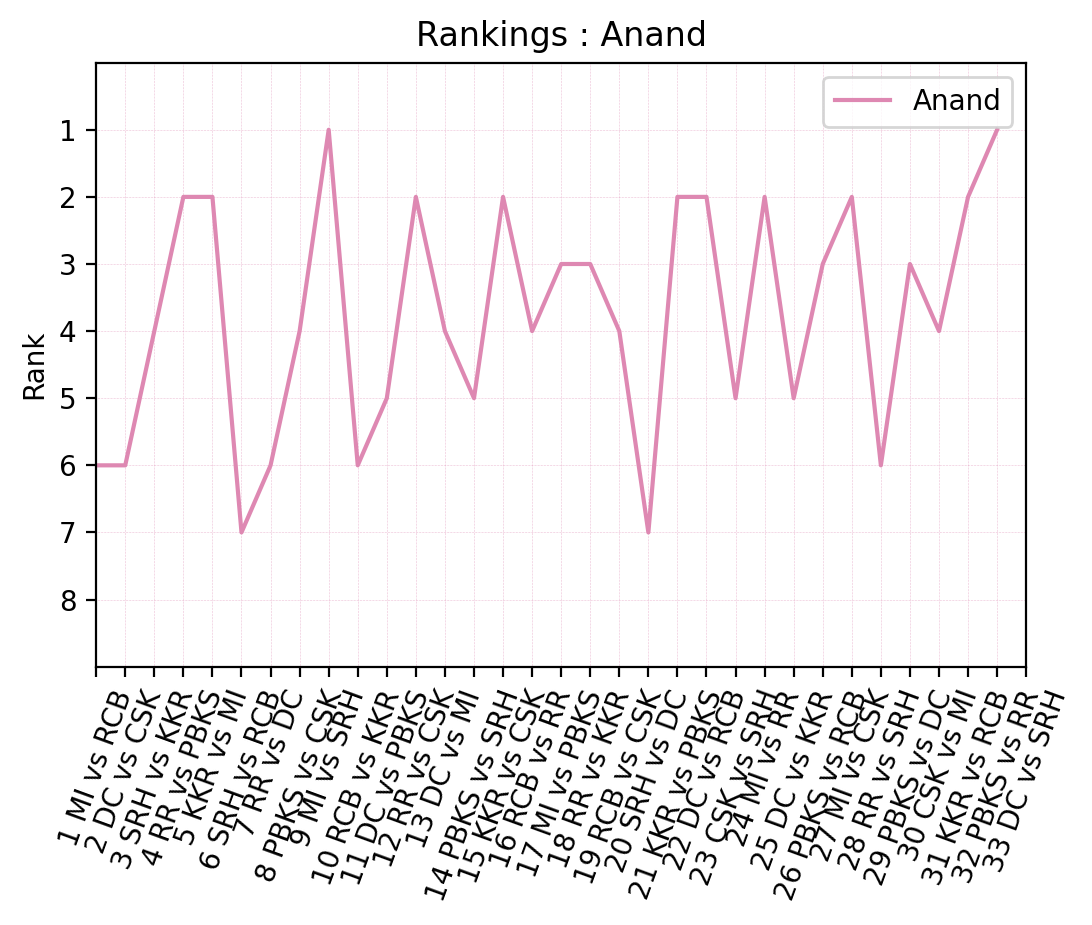 Rankings : Anand
Anand
Rank
1
2
3
4
5
6
7
8
1 MI vs RCB
2 DC vs CSK
3 SRH vs KKR
4 RR vs PBKS
5 KKR vs MI
6 SRH vs RCB
7 RR vs DC
8 PBKS vs CSK
9 MI vs SRH
10 RCB vs KKR
11 DC vs PBKS
12 RR vs CSK
13 DC vs MI
14 PBKS vs SRH
15 KKR vs CSK
16 RCB vs RR
17 MI vs PBKS
18 RR vs KKR
19 RCB vs CSK
20 SRH vs DC
21 KKR vs PBKS
22 DC vs RCB
23 CSK vs SRH
24 MI vs RR
25 DC vs KKR
26 PBKS vs RCB
27 MI vs CSK
28 RR vs SRH
29 PBKS vs DC
30 CSK vs MI
31 KKR vs RCB
32 PBKS vs RR
33 DC vs SRH